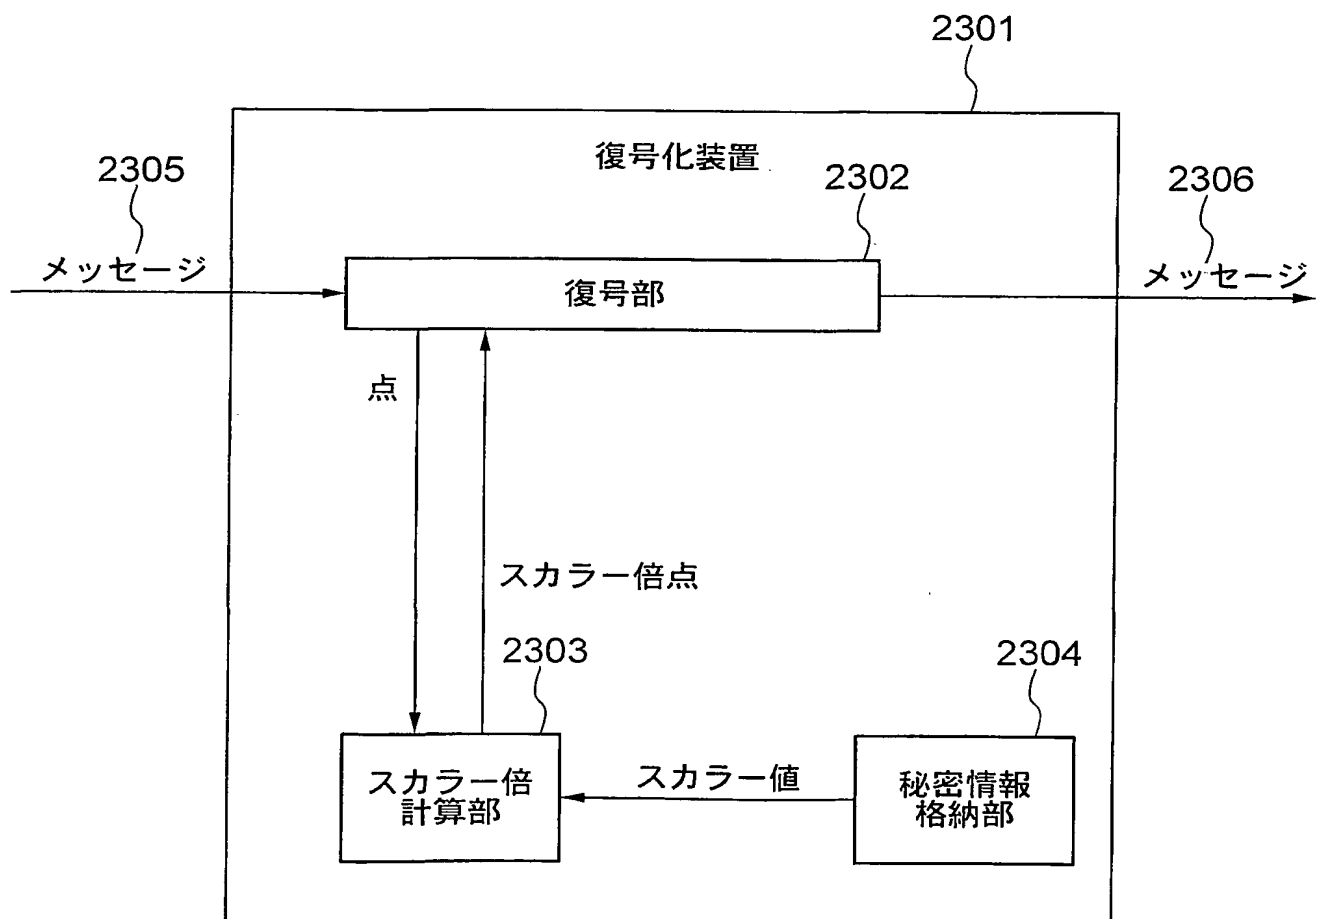 2301
復号化装置
2305
2302
2306
メッセージ
メッセージ
復号部
点
スカラー倍点
2303
2304
スカラー倍
計算部
スカラー値
秘密情報
格納部